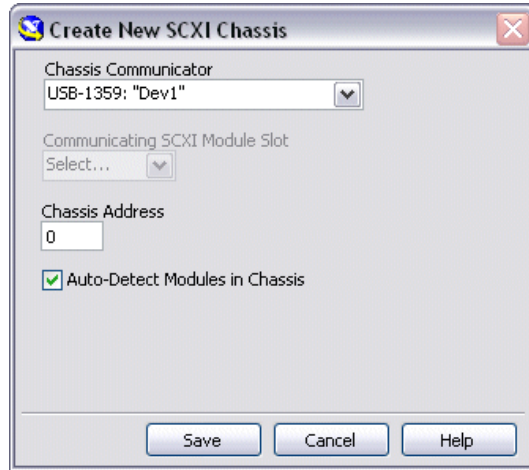 Create New SCXI Chassis
Chassis Communicator
USB-1359: "Dev1"
Communicating SCXI Module Slot
Select...
Chassis Address
0
Auto-Detect Modules in Chassis
Save Cancel Help